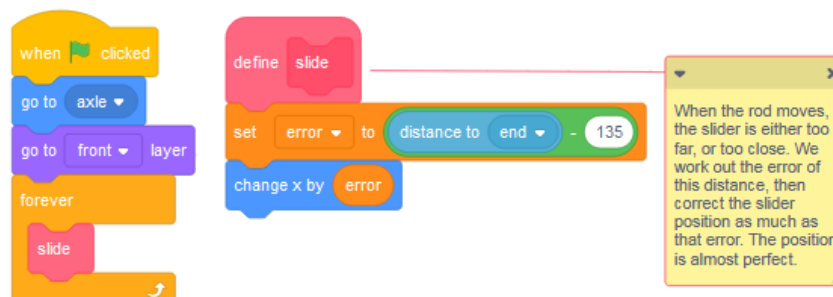 when clicked
go to axle
go to front layer
forever
slide
define slide
set error to distance to end - 135
change x by error
When the rod moves,
the slider is either too
far, or too close. We
work out the error of
this distance, then
correct the slider
position as much as
that error. The position
is almost perfect.